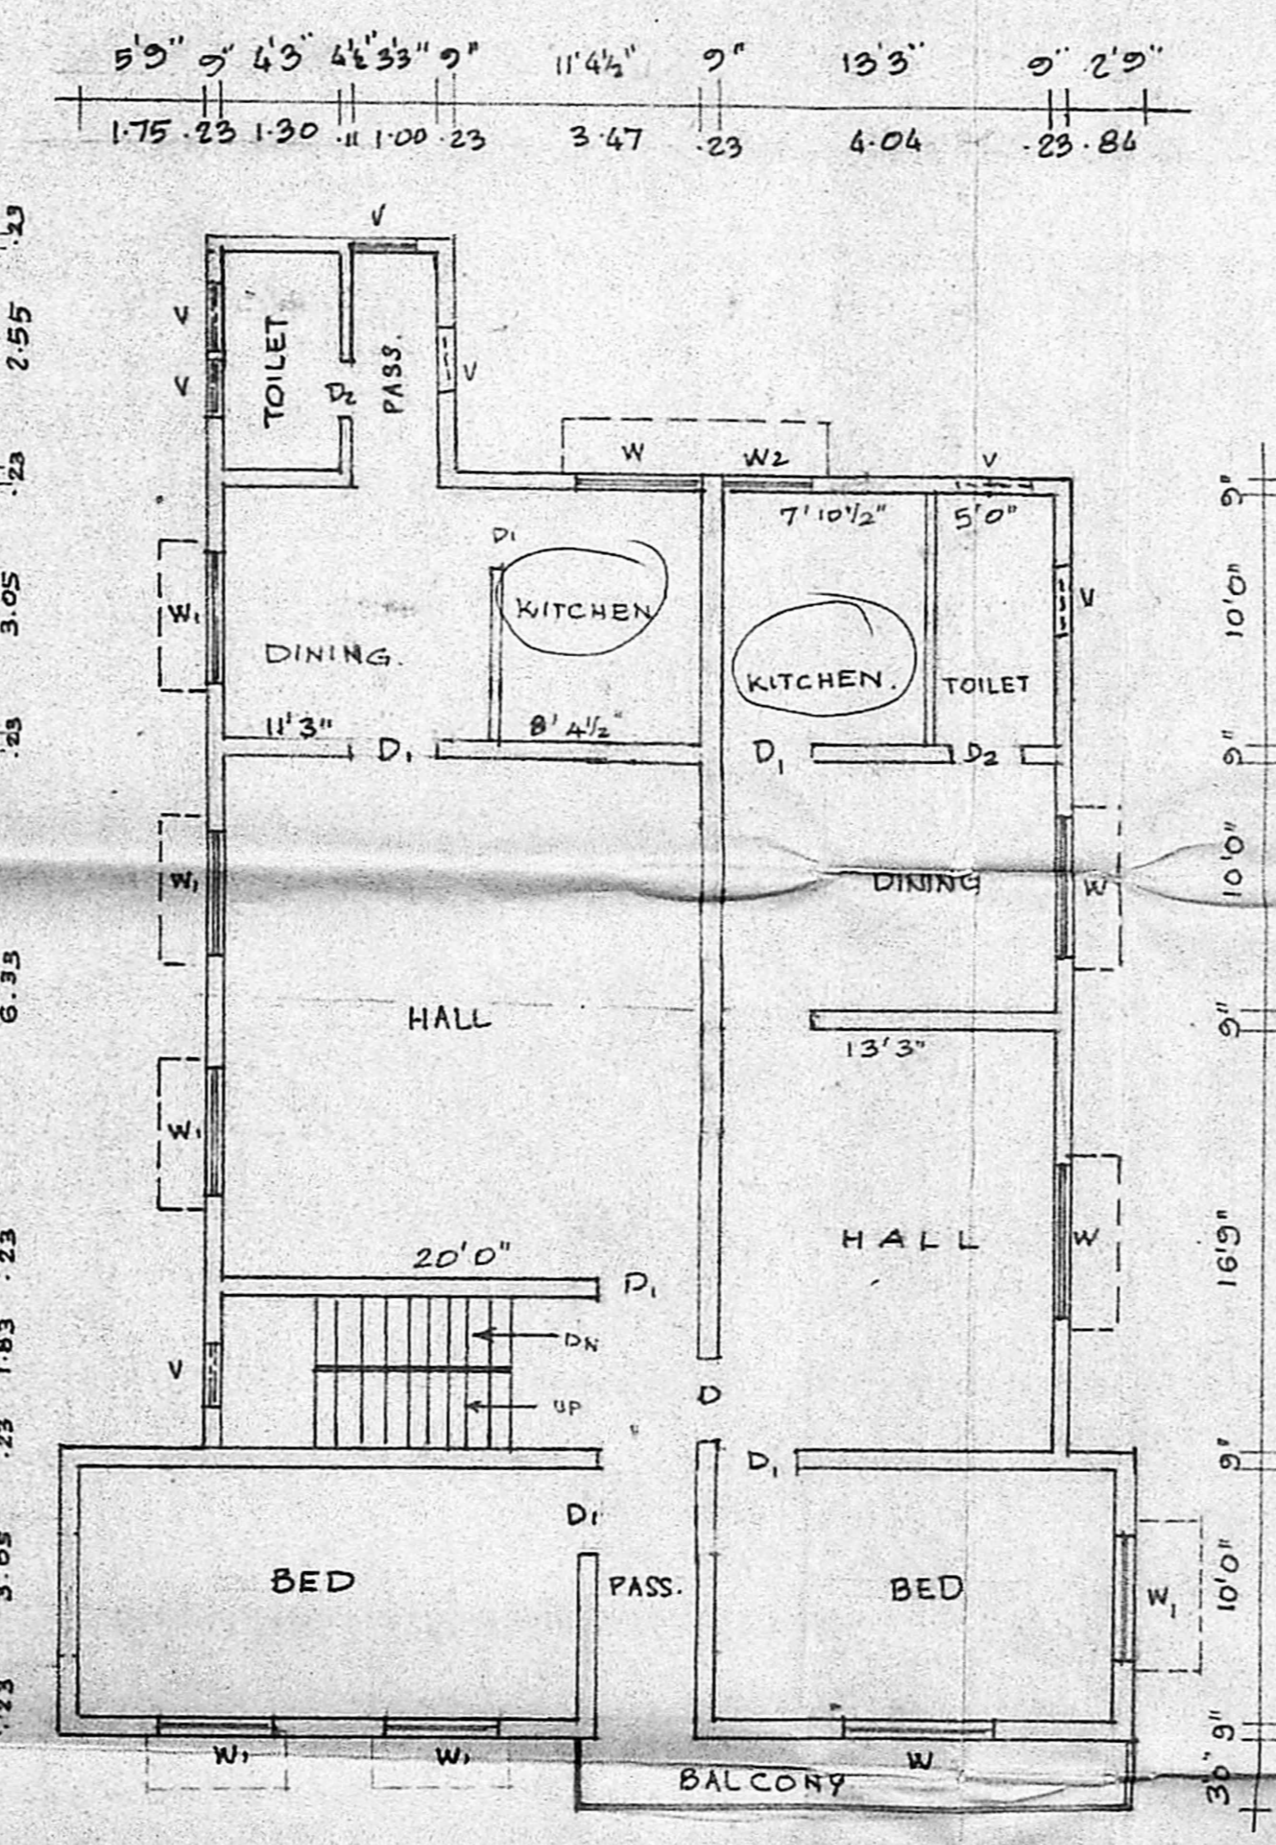 5'9" 9" 4'3" 4½" 3'3" 9" 11'4½" 9" 13'3" 9" 2'9"
1.75 .23 1.30 .11 1.00 .23 3.47 .23 4.04 .23 .84
.23
V
V
2.55
TOILET
PASS.
V
D2
V
.23
W
W2
V
7'10½"
5'0"
9"
D1
3.05
W1
KITCHEN
V
10'0"
DINING.
KITCHEN.
TOILET
11'3"
8'4½"
.23
D1
D1
D2
9"
W1
DINING
W
10'0"
6.33
HALL
9"
13'3"
W1
20'0"
HALL
W
16'9"
.23
D1
DN
1.83
V
UP
D
.23
D1
9"
D1
3.05
BED
PASS.
BED
W1
10'0"
.23
W1
W1
W
9"
BALCONY
3'0"